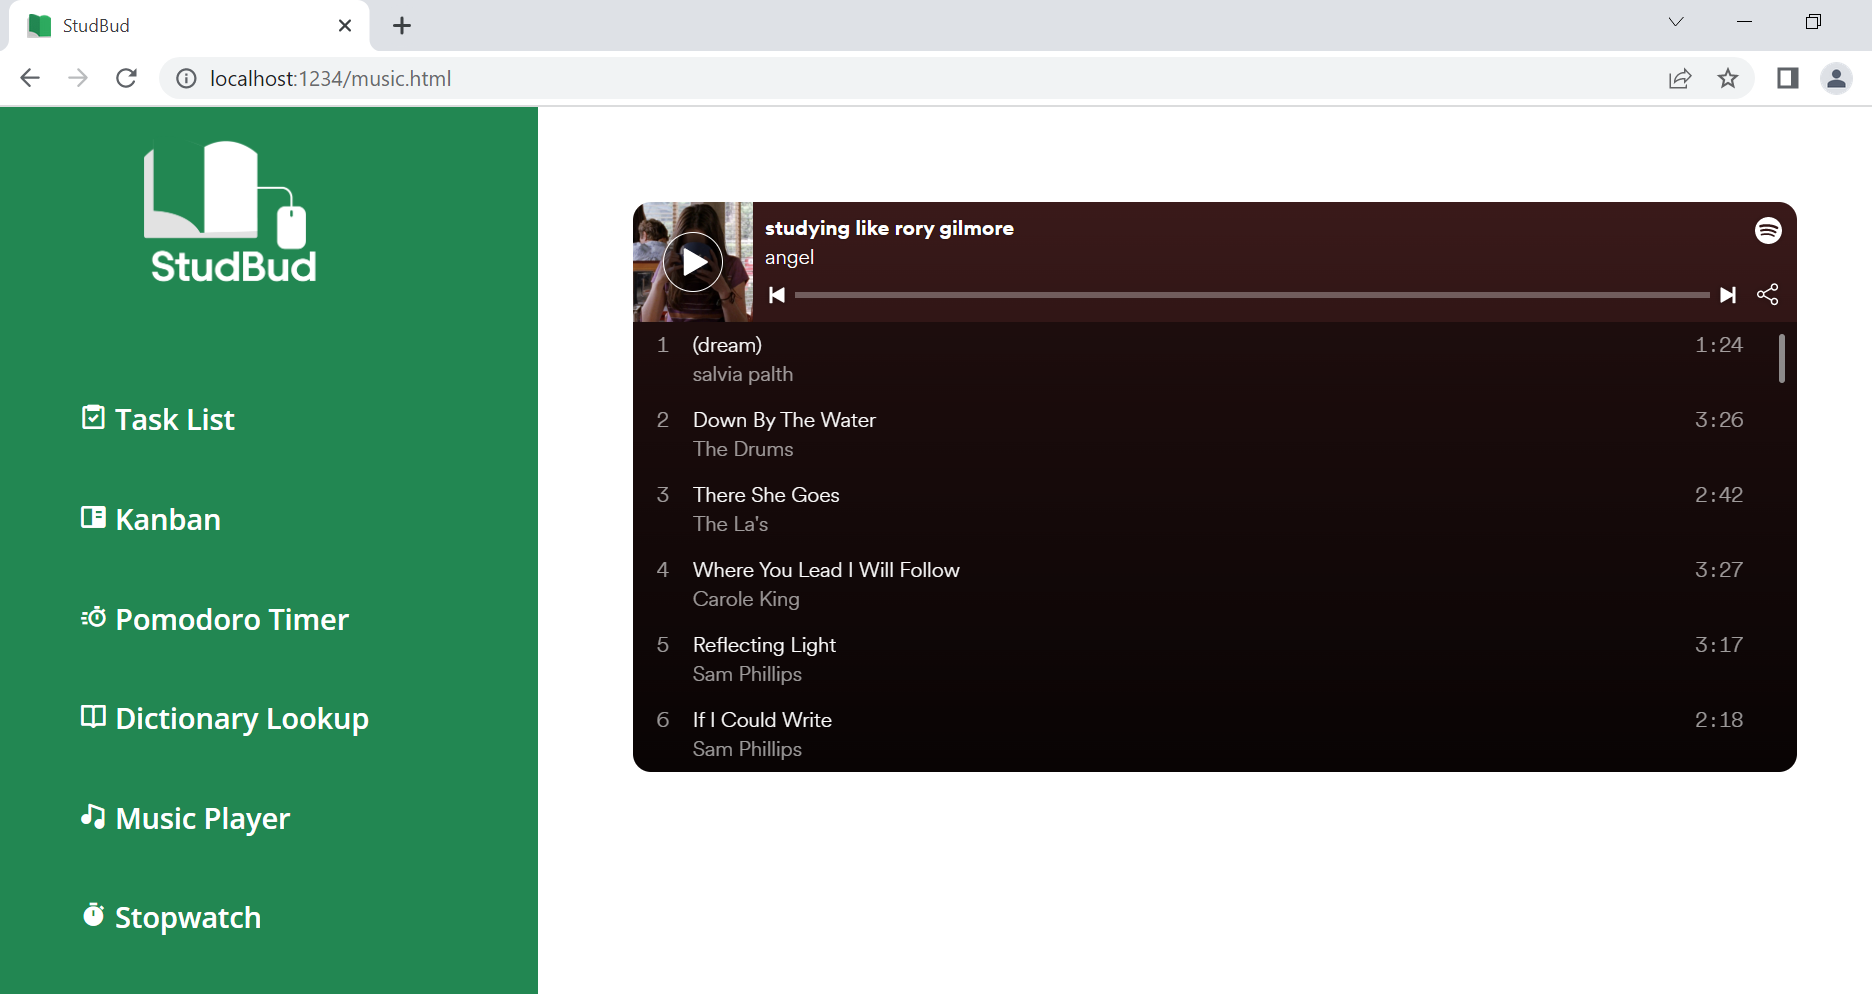 StudBud
localhost:1234/music.html
StudBud
Task List
Kanban
Pomodoro Timer
Dictionary Lookup
Music Player
Stopwatch
studying like rory gilmore
angel
1 (dream) 1:24
salvia palth
2 Down By The Water 3:26
The Drums
3 There She Goes 2:42
The La's
4 Where You Lead I Will Follow 3:27
Carole King
5 Reflecting Light 3:17
Sam Phillips
6 If I Could Write 2:18
Sam Phillips